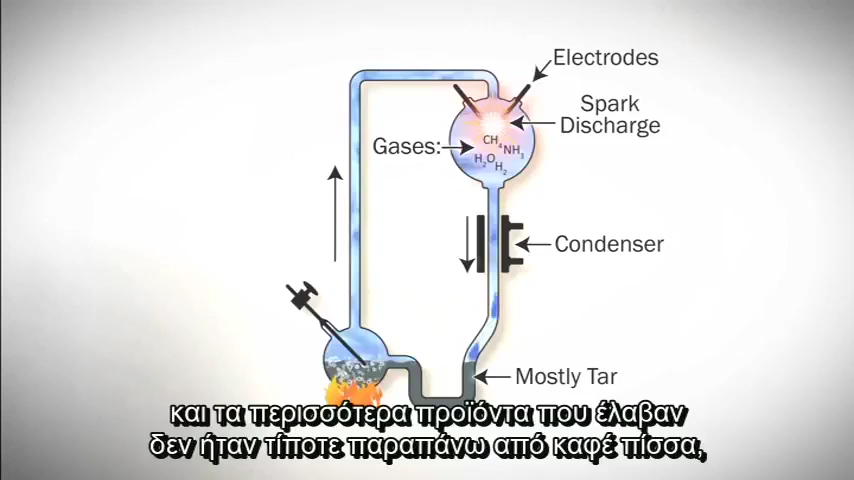 Electrodes
Spark
Discharge
Gases:
CH₄
NH₃
H₂O
H₂
Condenser
Mostly Tar
και τα περισσότερα προϊόντα που έλαβαν
δεν ήταν τίποτε παραπάνω από καφέ πίσσα,